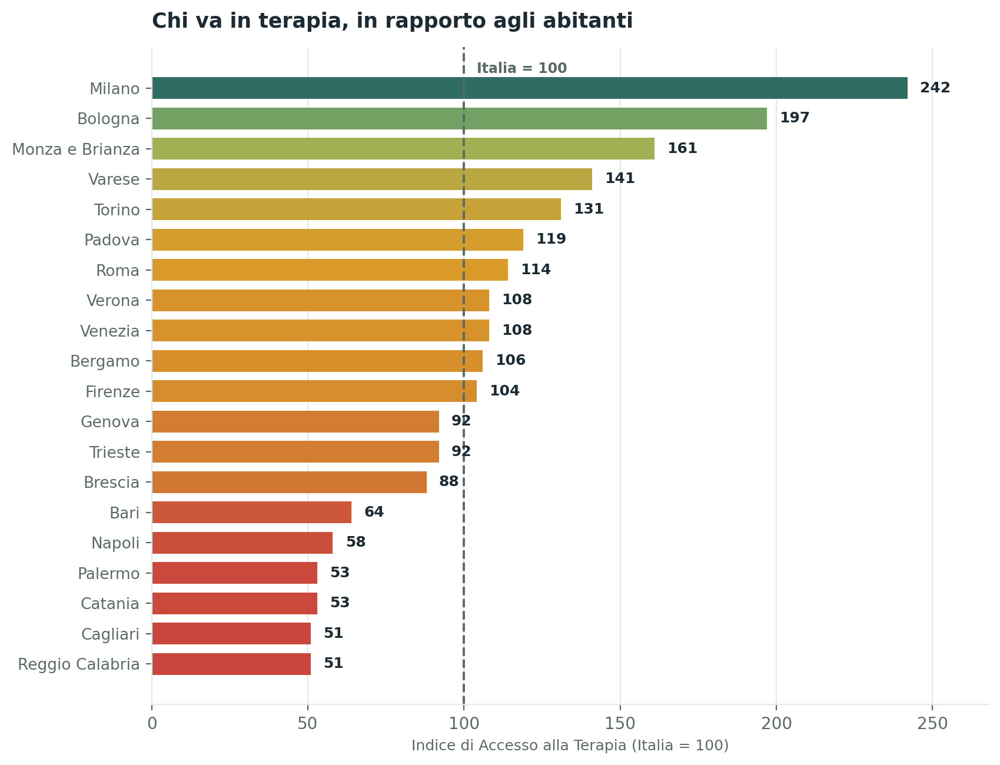 Chi va in terapia, in rapporto agli abitanti
Italia = 100
Milano 242
Bologna 197
Monza e Brianza 161
Varese 141
Torino 131
Padova 119
Roma 114
Verona 108
Venezia 108
Bergamo 106
Firenze 104
Genova 92
Trieste 92
Brescia 88
Bari 64
Napoli 58
Palermo 53
Catania 53
Cagliari 51
Reggio Calabria 51
0 50 100 150 200 250
Indice di Accesso alla Terapia (Italia = 100)